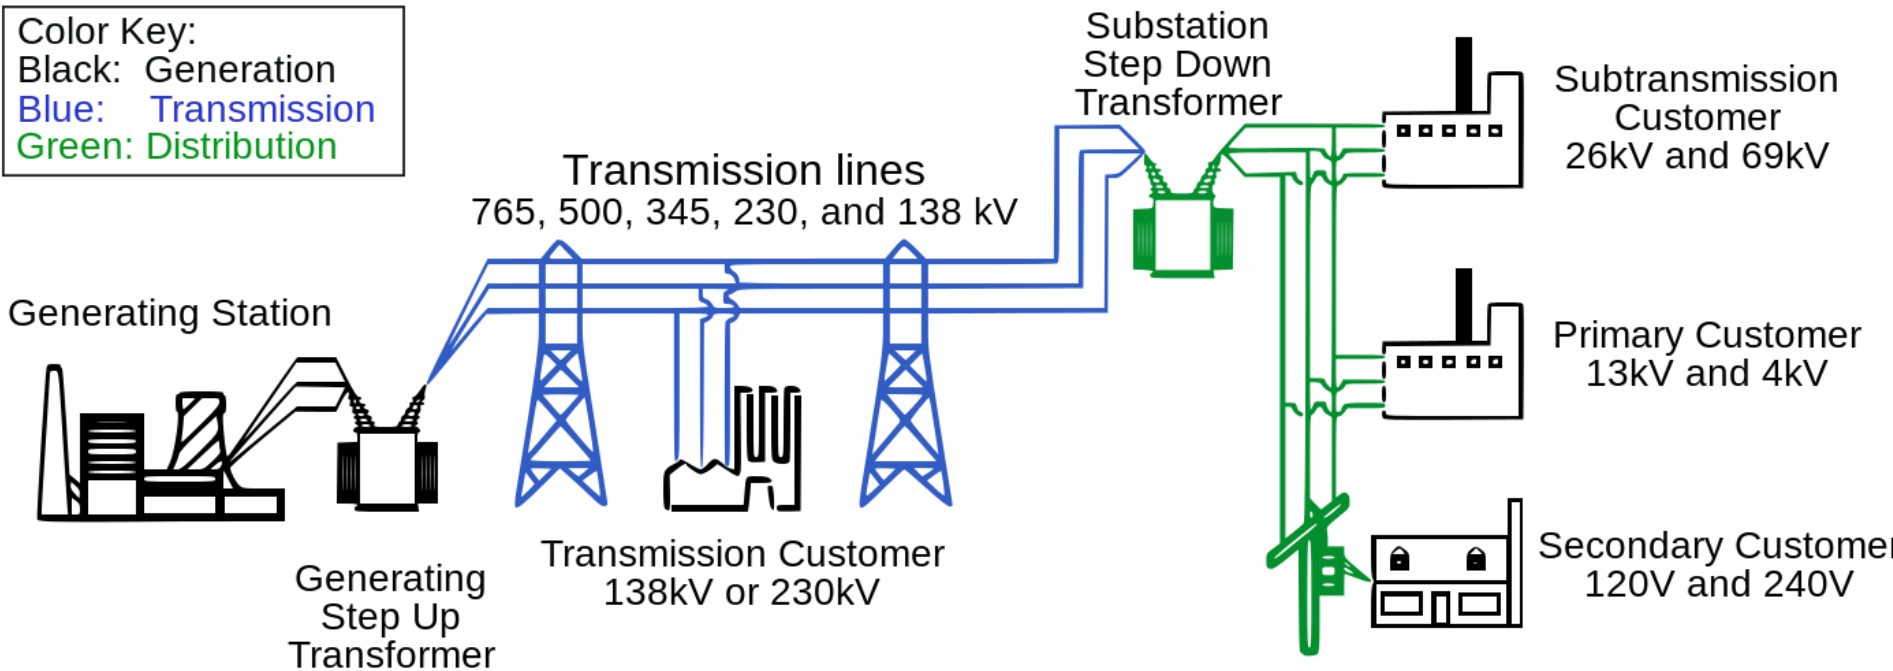 Color Key:
Black: Generation
Blue: Transmission
Green: Distribution
Substation
Step Down
Transformer
Subtransmission
Customer
26kV and 69kV
Transmission lines
765, 500, 345, 230, and 138 kV
Generating Station
Primary Customer
13kV and 4kV
Transmission Customer
138kV or 230kV
Generating
Step Up
Transformer
Secondary Customer
120V and 240V